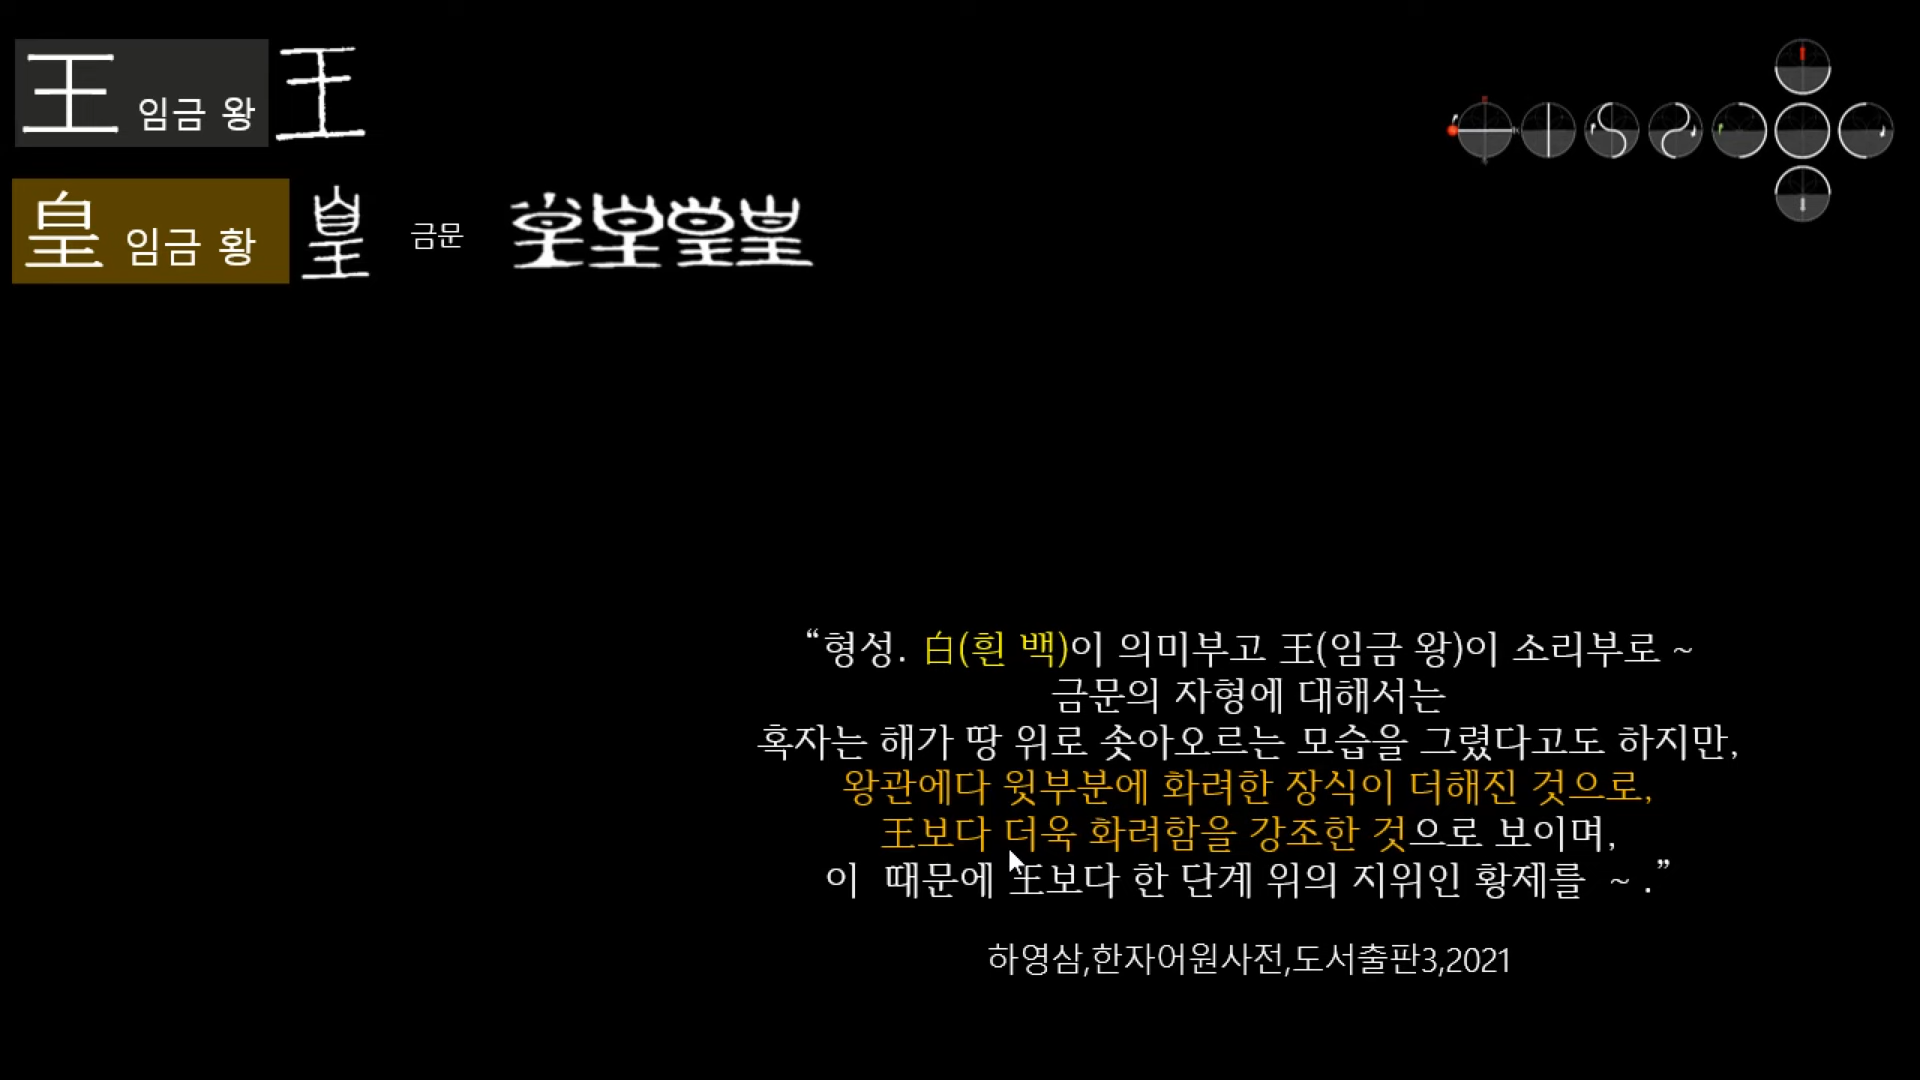 王 임금 왕 王
皇 임금 황 皇 금문
“형성. 白(흰 백)이 의미부고 王(임금 왕)이 소리부로 ~
금문의 자형에 대해서는
혹자는 해가 땅 위로 솟아오르는 모습을 그렸다고도 하지만,
왕관에다 윗부분에 화려한 장식이 더해진 것으로,
王보다 더욱 화려함을 강조한 것으로 보이며,
이 때문에 王보다 한 단계 위의 지위인 황제를 ~ .”
하영삼,한자어원사전,도서출판3,2021